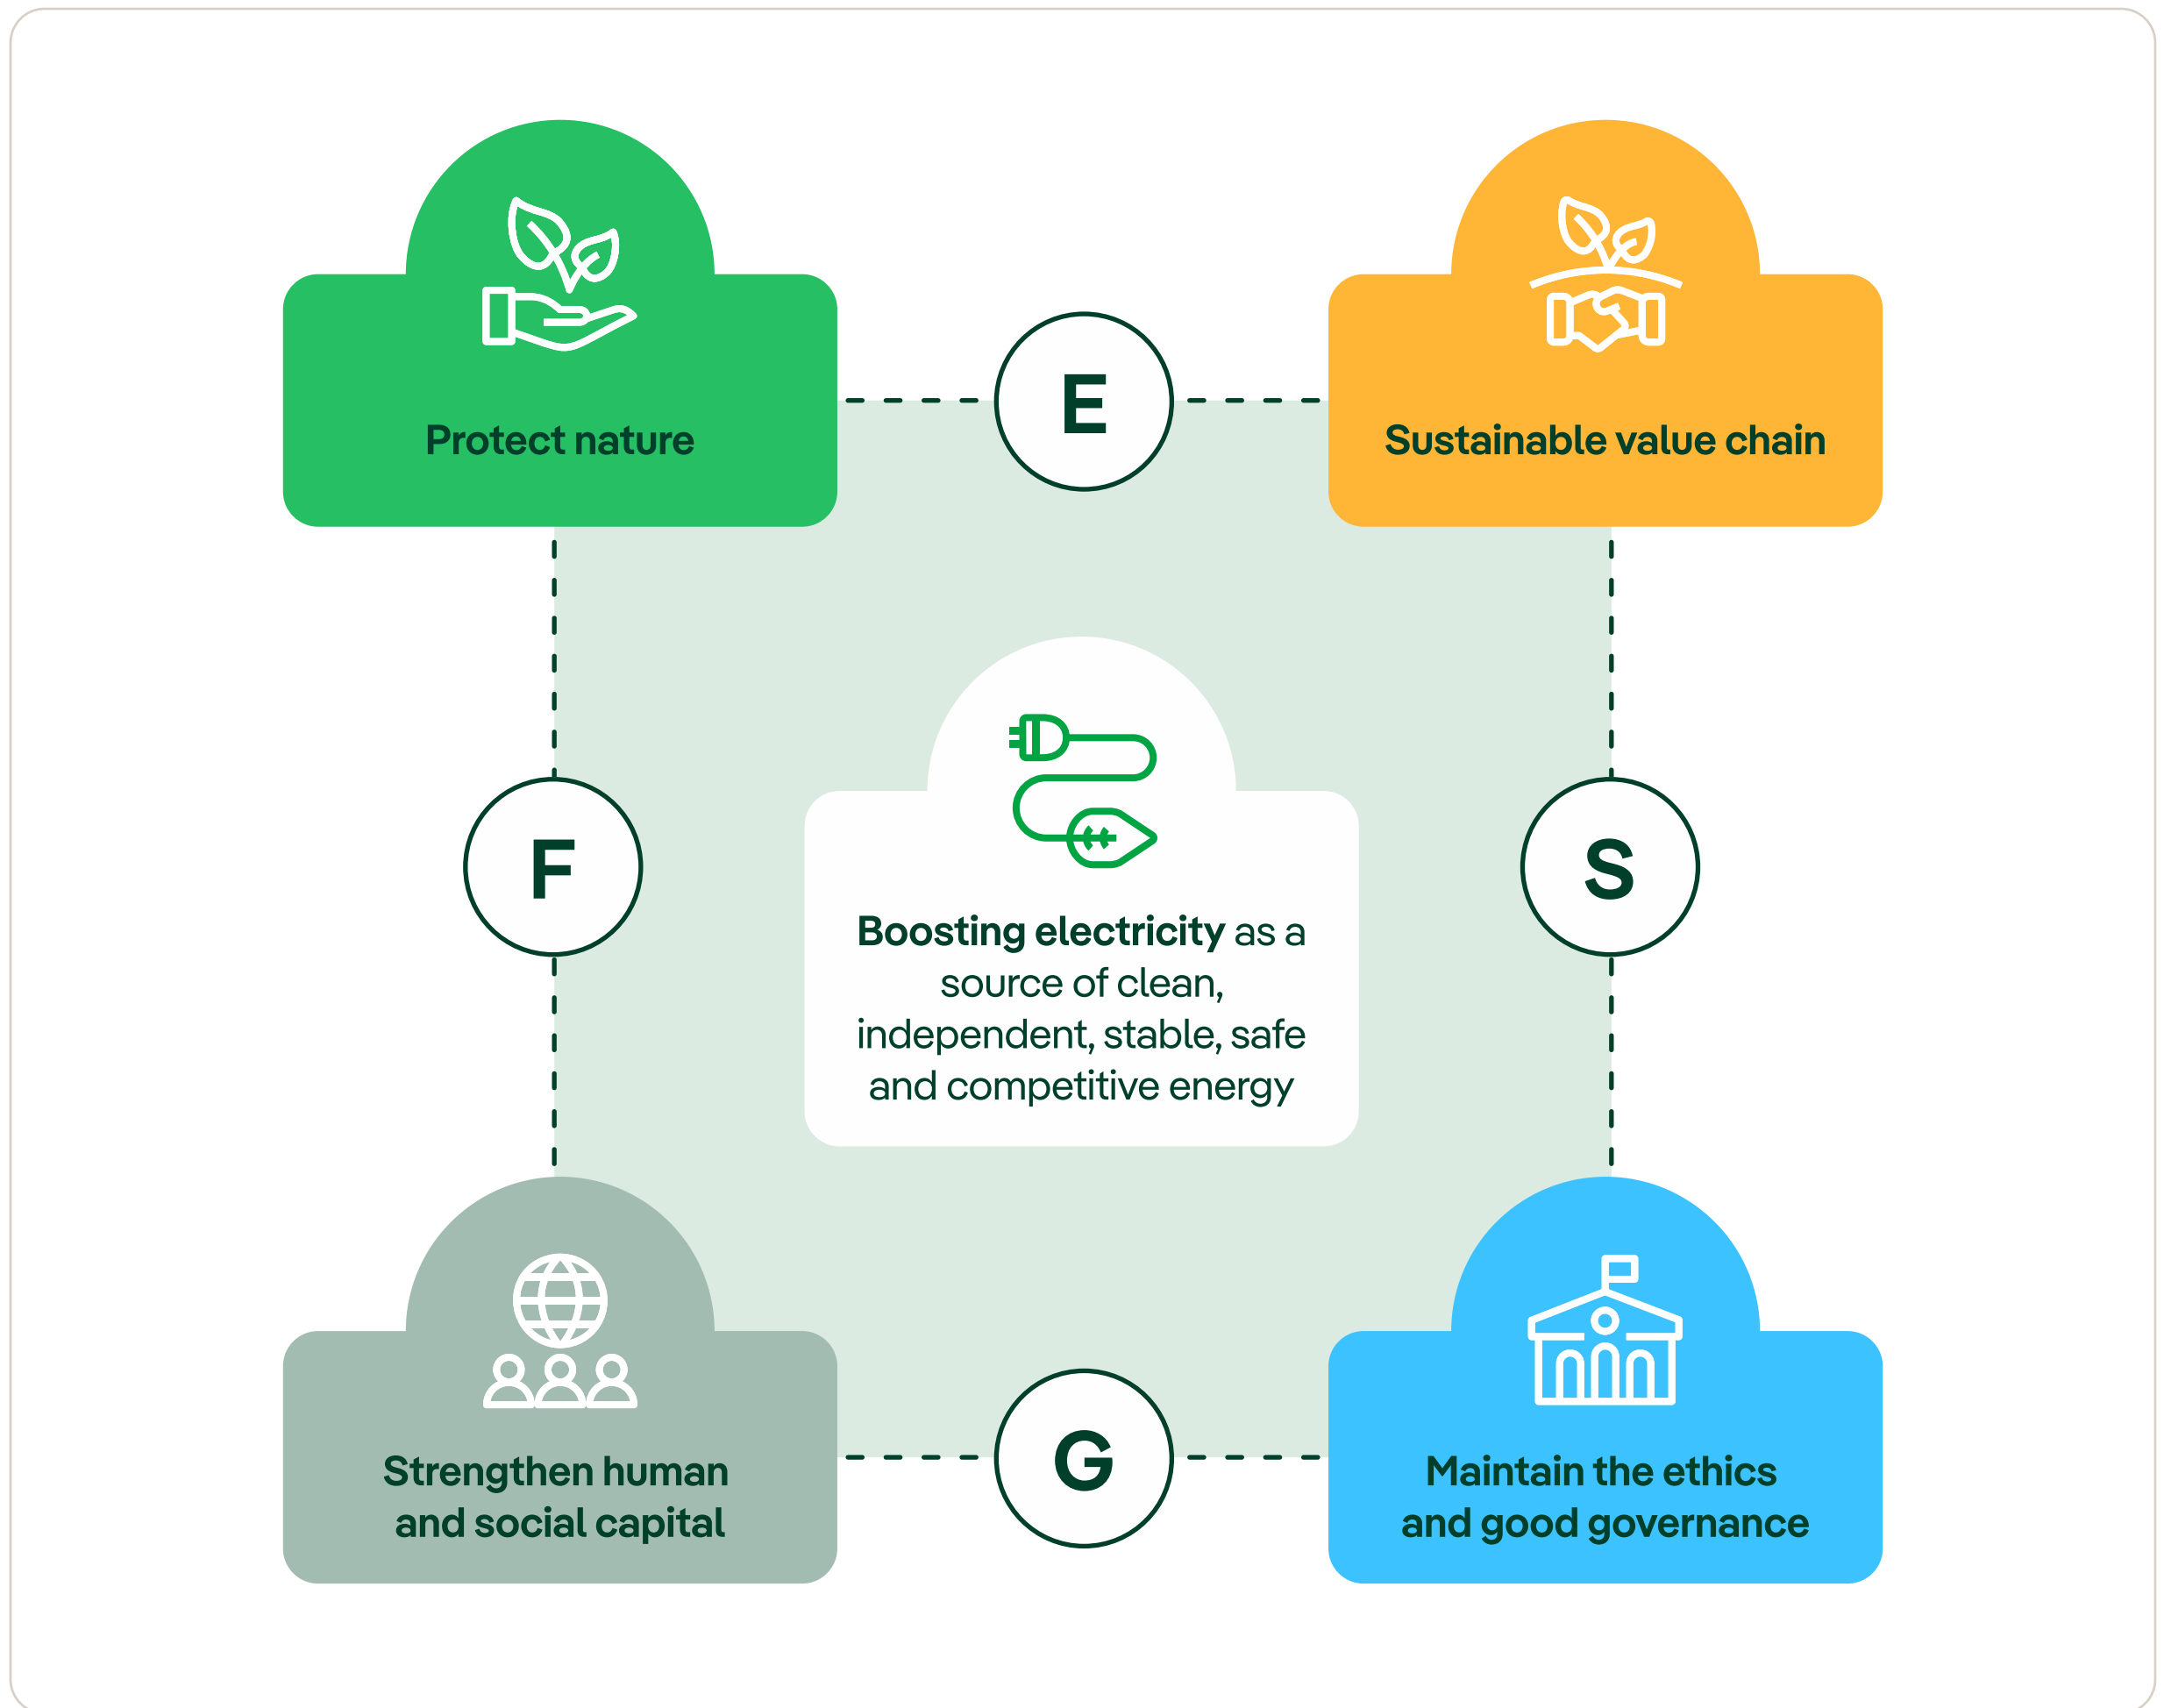 Protect nature
E
Sustainable value chain
F
Boosting electricity as a
source of clean,
independent, stable, safe
and competitive energy
S
Strengthen human
and social capital
G
Maintain the ethics
and good governance